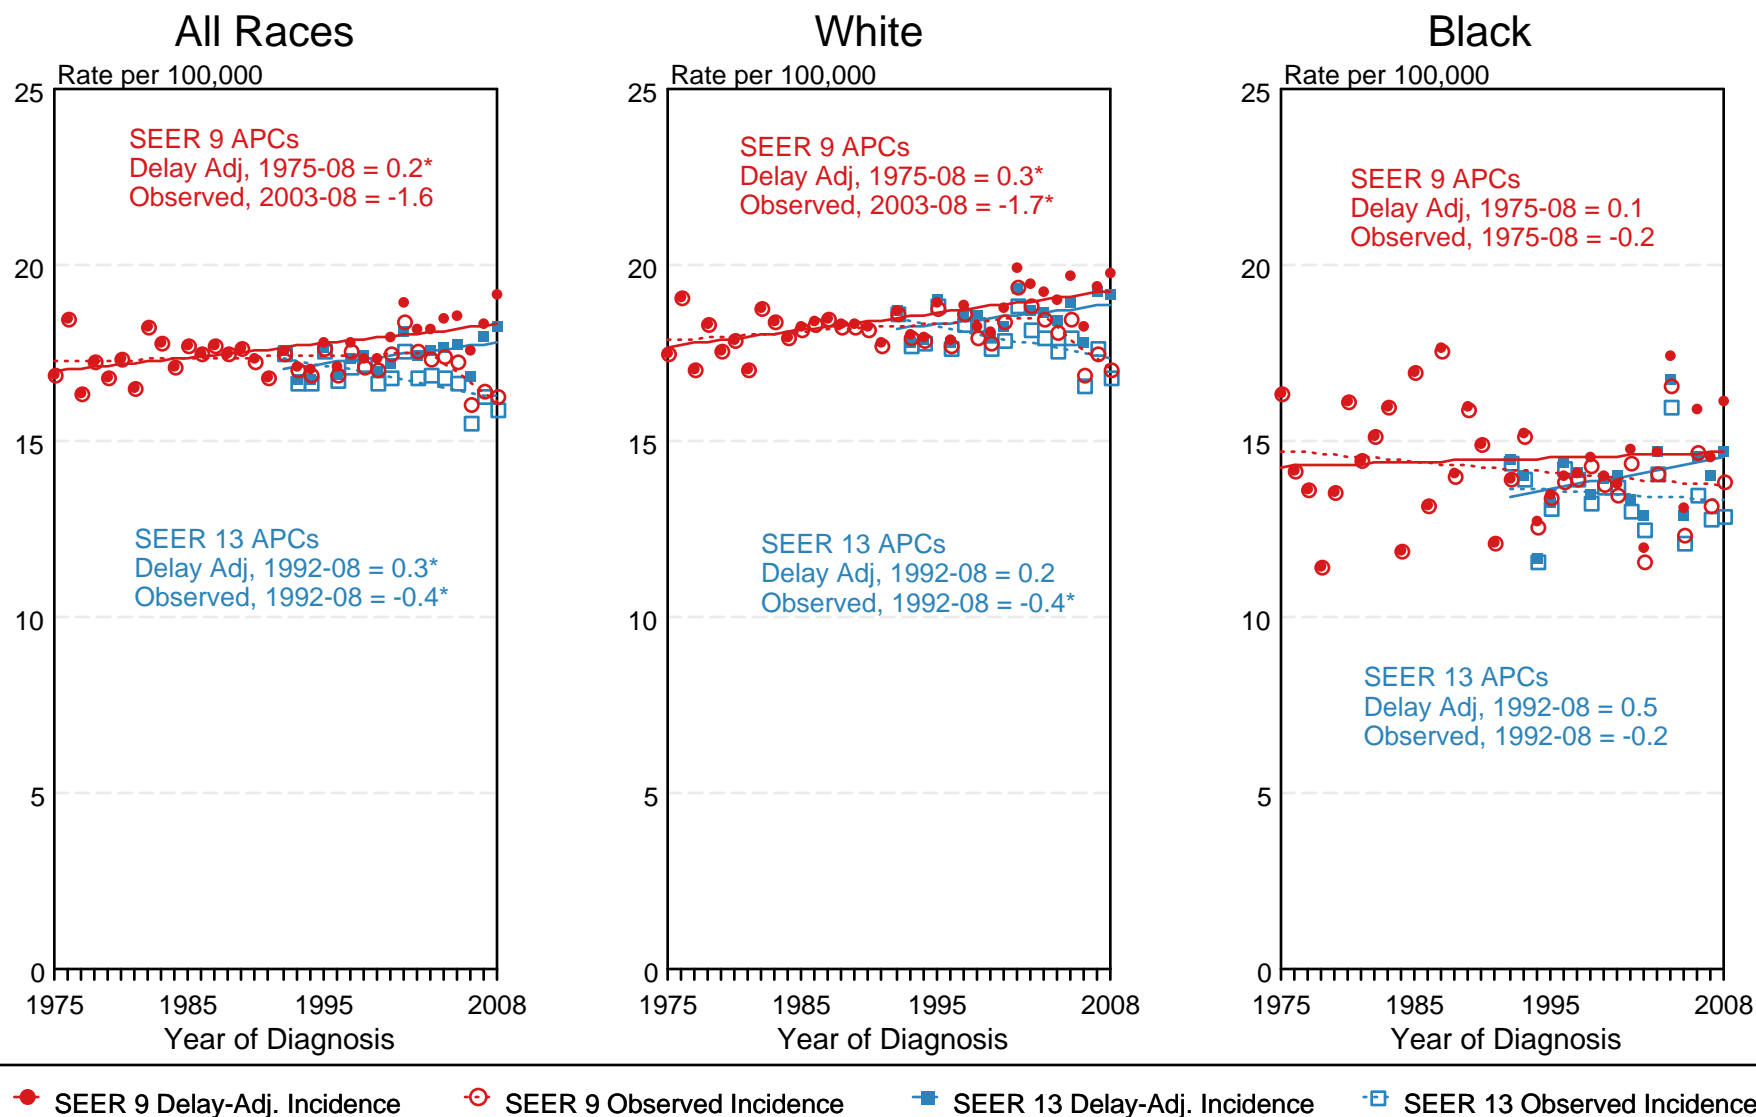 All Races
Rate per 100,000
25
20
15
10
5
0
SEER 9 APCs
Delay Adj, 1975-08 = 0.2*
Observed, 2003-08 = -1.6
SEER 13 APCs
Delay Adj, 1992-08 = 0.3*
Observed, 1992-08 = -0.4*
1975 1985 1995 2008
Year of Diagnosis
White
Rate per 100,000
25
20
15
10
5
0
SEER 9 APCs
Delay Adj, 1975-08 = 0.3*
Observed, 2003-08 = -1.7*
SEER 13 APCs
Delay Adj, 1992-08 = 0.2
Observed, 1992-08 = -0.4*
1975 1985 1995 2008
Year of Diagnosis
Black
Rate per 100,000
25
20
15
10
5
0
SEER 9 APCs
Delay Adj, 1975-08 = 0.1
Observed, 1975-08 = -0.2
SEER 13 APCs
Delay Adj, 1992-08 = 0.5
Observed, 1992-08 = -0.2
1975 1985 1995 2008
Year of Diagnosis
SEER 9 Delay-Adj. Incidence SEER 9 Observed Incidence SEER 13 Delay-Adj. Incidence SEER 13 Observed Incidence